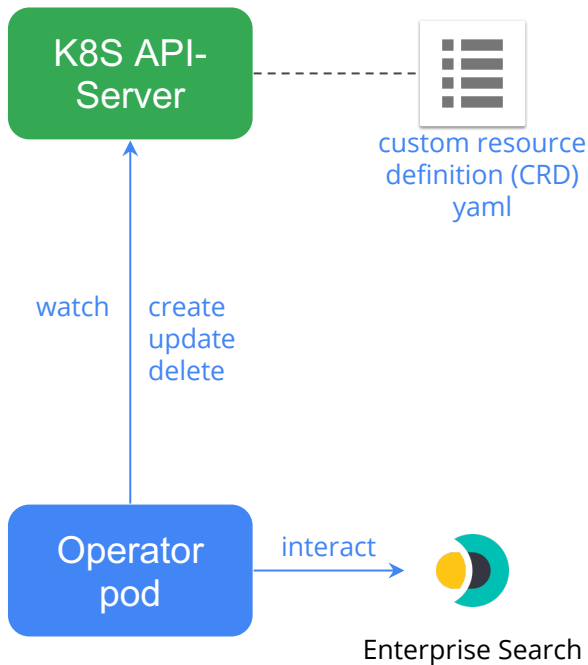 K8S API-
Server
custom resource
definition (CRD)
yaml
watch
create
update
delete
Operator
pod
interact
Enterprise Search